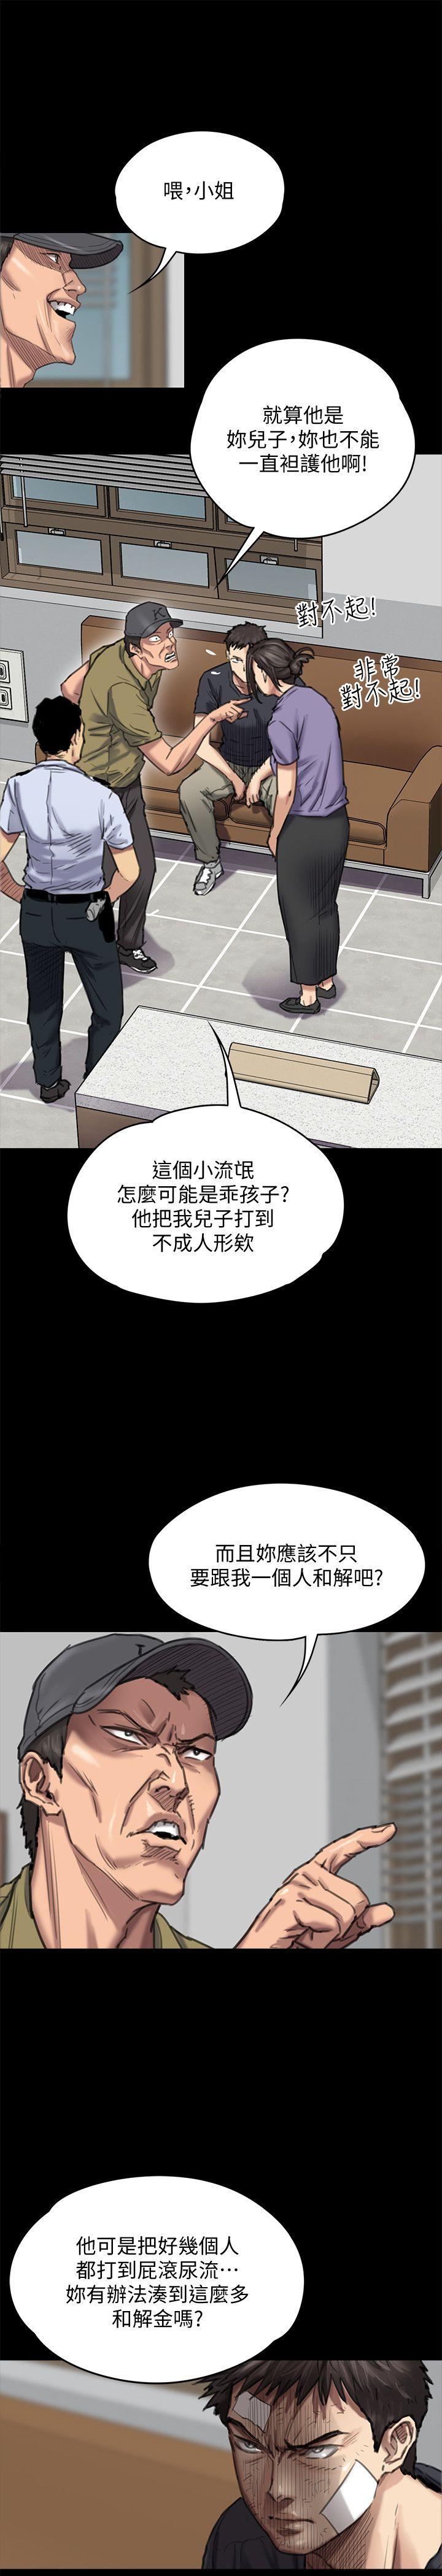 喂，小姐
就算他是
妳兒子，妳也不能
一直袒護他啊！
對不起！
非常
對不起！
這個小流氓
怎麼可能是乖孩子？
他把我兒子打到
不成人形欸
而且妳應該不只
要跟我一個人和解吧？
他可是把好幾個人
都打到屁滾尿流…
妳有辦法湊到這麼多
和解金嗎？